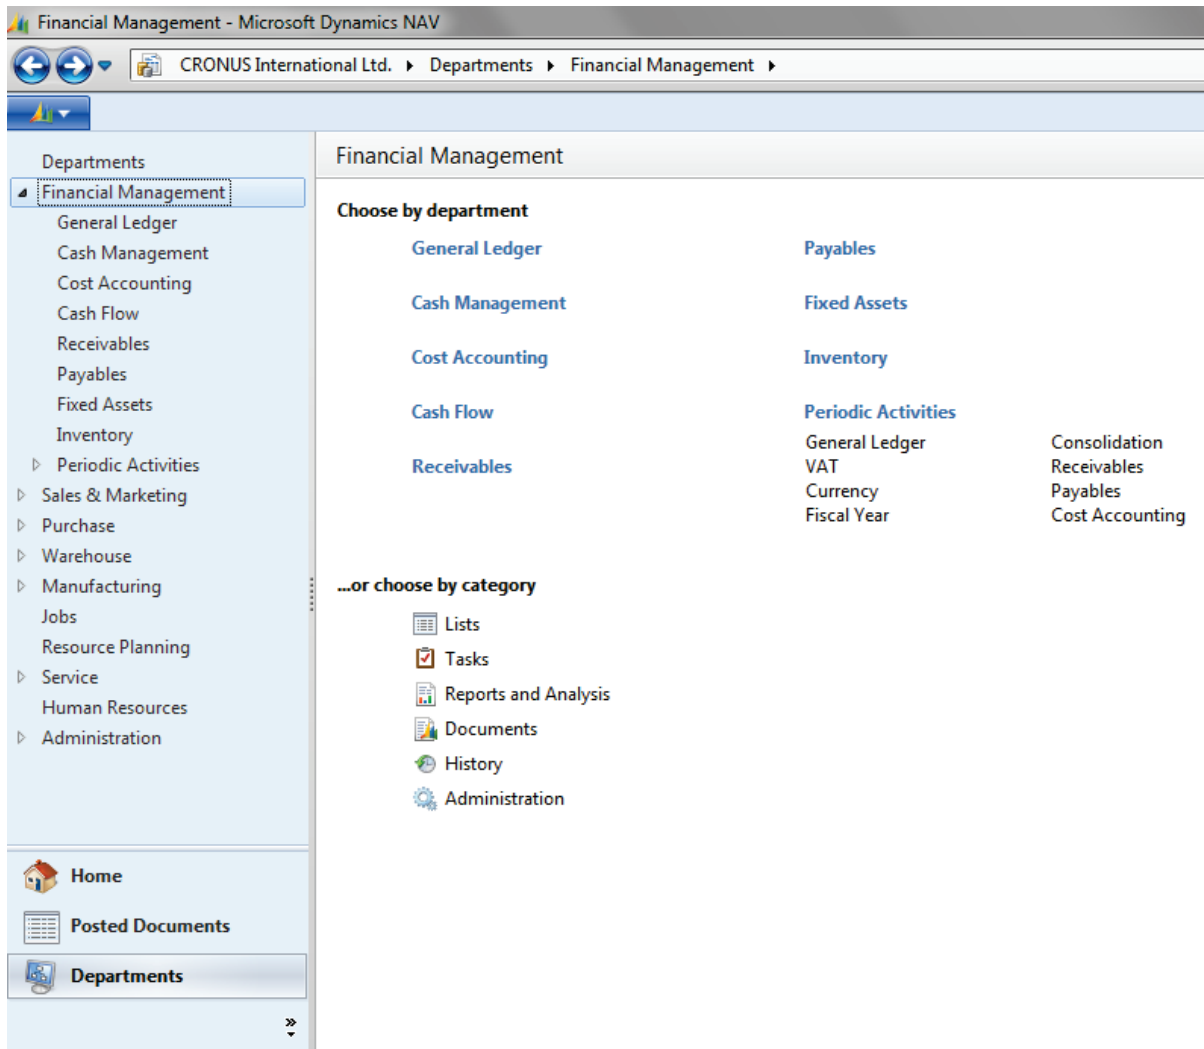 Financial Management - Microsoft Dynamics NAV
CRONUS International Ltd. Departments Financial Management
Departments
Financial Management
General Ledger
Cash Management
Cost Accounting
Cash Flow
Receivables
Payables
Fixed Assets
Inventory
Periodic Activities
Sales & Marketing
Purchase
Warehouse
Manufacturing
Jobs
Resource Planning
Service
Human Resources
Administration
Home
Posted Documents
Departments
Financial Management
Choose by department
General Ledger Payables
Cash Management Fixed Assets
Cost Accounting Inventory
Cash Flow Periodic Activities
General Ledger Consolidation
Receivables VAT Receivables
Currency Payables
Fiscal Year Cost Accounting
...or choose by category
Lists
Tasks
Reports and Analysis
Documents
History
Administration